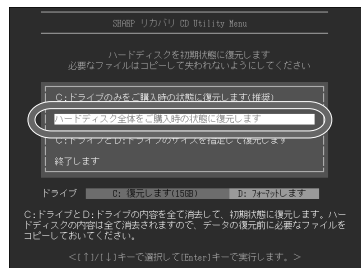 SHARP リカバリ CD Utility Menu
ハードディスクを初期状態に復元します
必要なファイルはコピーして失われないようにしてください
C:ドライブのみをご購入時の状態に復元します(推奨)
ハードディスク全体をご購入時の状態に復元します
C:ドライブとD:ドライブのサイズを指定して復元します
終了します
ドライブ C: 復元します(15GB) D: フォーマットします
C:ドライブとD:ドライブの内容を全て消去して、初期状態に復元します。ハー
ドディスクの内容は全て消去されますので、データの復元前に必要なファイルを
コピーしておいてください。
<[↑]/[↓]キーで選択して[Enter]キーで実行します。>